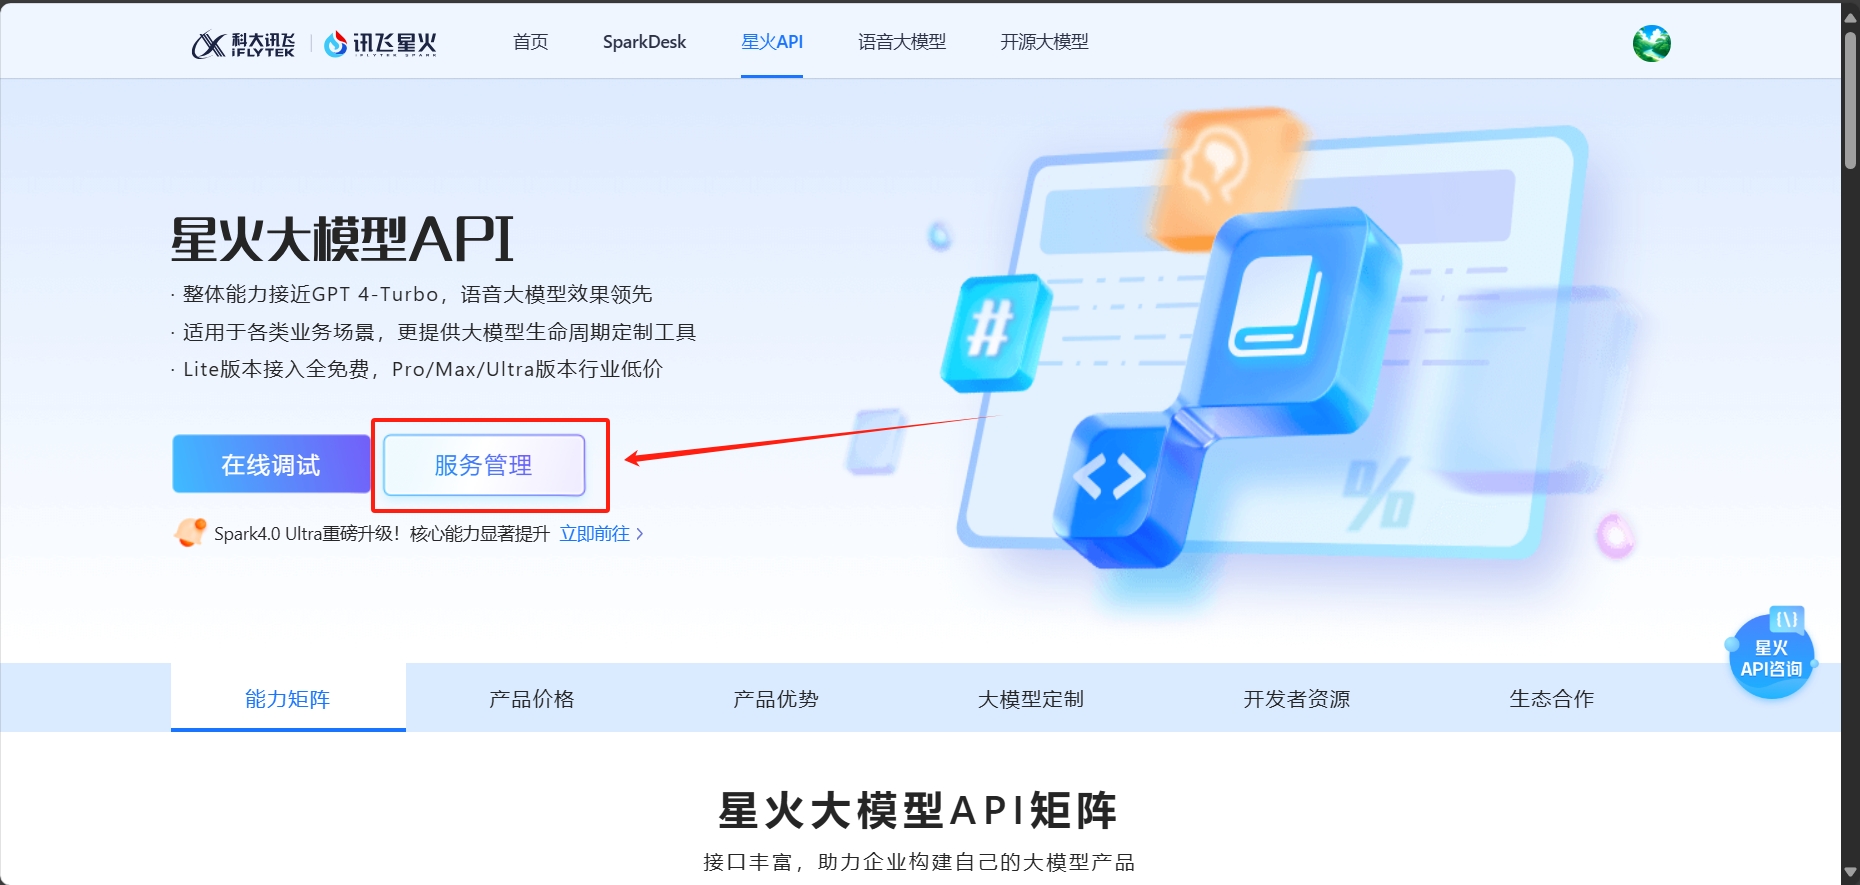 科大讯飞 iFLYTEK 讯飞星火 IFLYTEK SPARK 首页 SparkDesk 星火API 语音大模型 开源大模型
星火大模型API
· 整体能力接近GPT 4-Turbo，语音大模型效果领先
· 适用于各类业务场景，更提供大模型生命周期定制工具
· Lite版本接入全免费，Pro/Max/Ultra版本行业低价
在线调试 服务管理
Spark4.0 Ultra重磅升级！核心能力显著提升 立即前往 >
#
<>
%
{\}
星火
API咨询
能力矩阵 产品价格 产品优势 大模型定制 开发者资源 生态合作
星火大模型API矩阵
接口丰富，助力企业构建自己的大模型产品